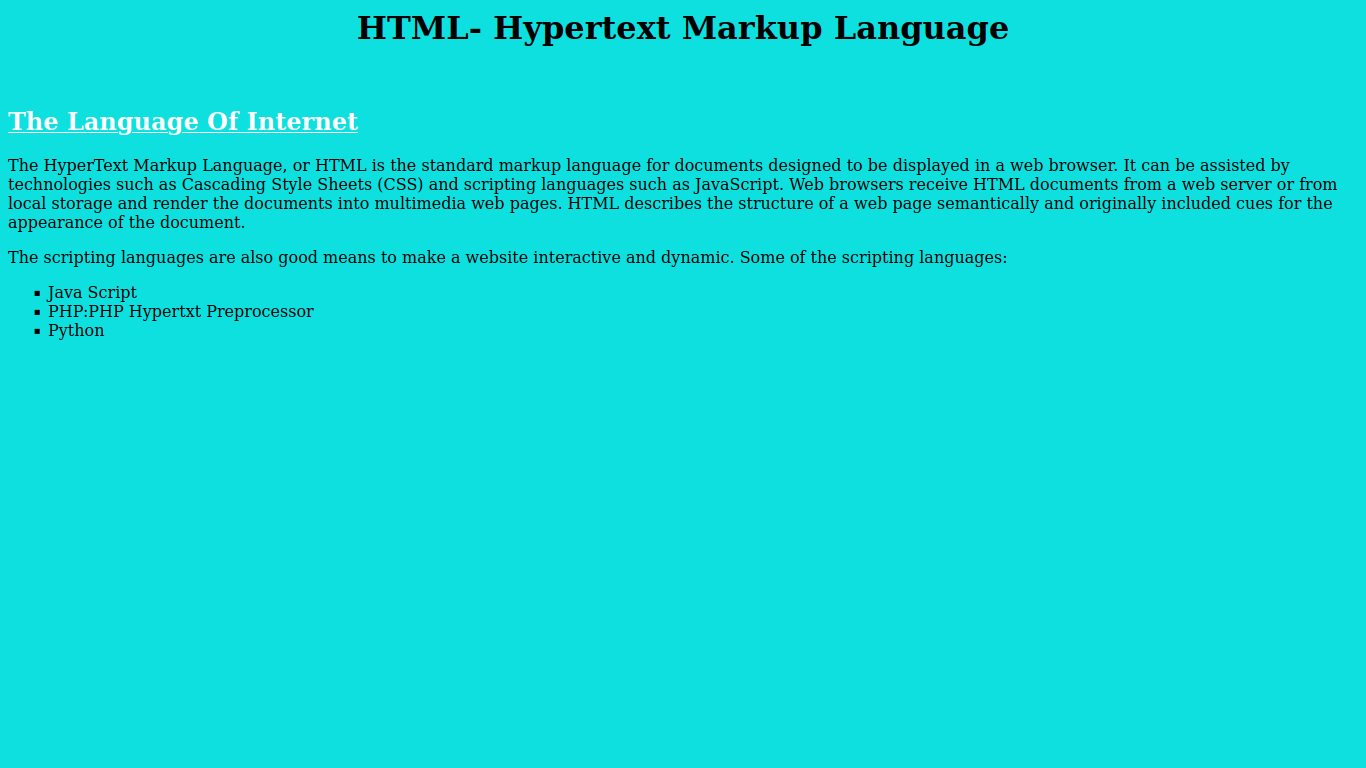 HTML- Hypertext Markup Language
The Language Of Internet
The HyperText Markup Language, or HTML is the standard markup language for documents designed to be displayed in a web browser. It can be assisted by
technologies such as Cascading Style Sheets (CSS) and scripting languages such as JavaScript. Web browsers receive HTML documents from a web server or from
local storage and render the documents into multimedia web pages. HTML describes the structure of a web page semantically and originally included cues for the
appearance of the document.
The scripting languages are also good means to make a website interactive and dynamic. Some of the scripting languages:
▪ Java Script
▪ PHP:PHP Hypertxt Preprocessor
▪ Python